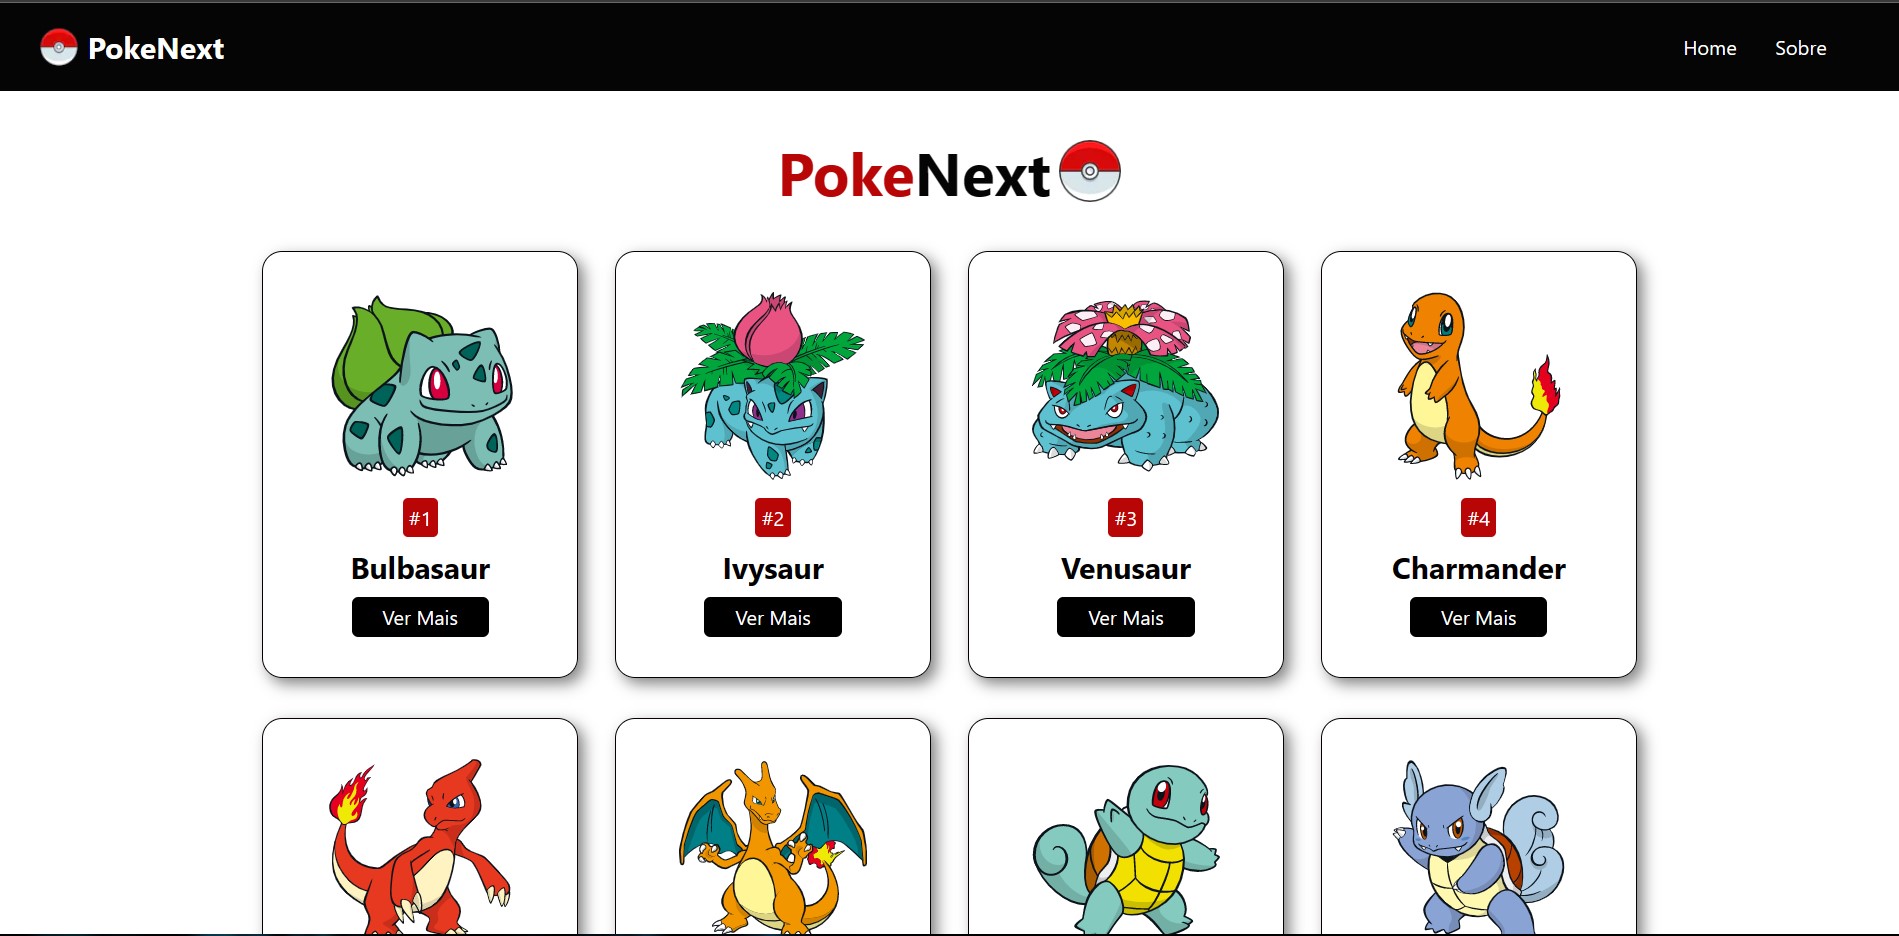 PokeNext
Home
Sobre
PokeNext
#1
Bulbasaur
Ver Mais
#2
Ivysaur
Ver Mais
#3
Venusaur
Ver Mais
#4
Charmander
Ver Mais